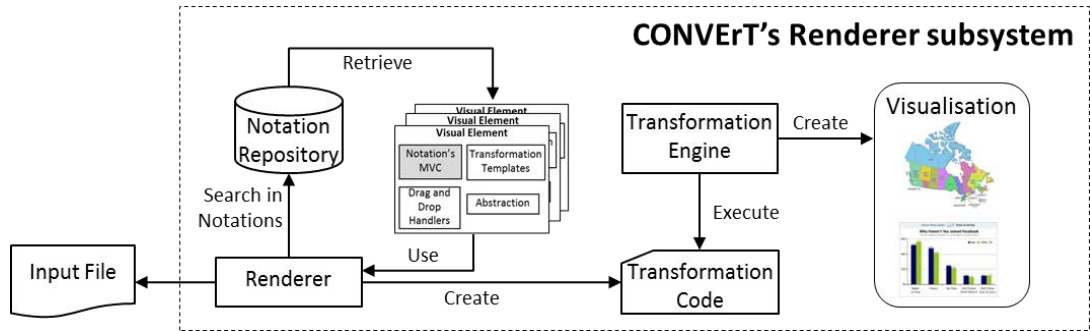 CONVErT's Renderer subsystem
Retrieve
Notation
Repository
Visual Element
Visual Element
Visual Element
Notation's
MVC
Transformation
Templates
Drag and
Drop
Handlers
Abstraction
Search in
Notations
Use
Input File
Renderer
Create
Transformation
Engine
Create
Execute
Transformation
Code
Visualisation